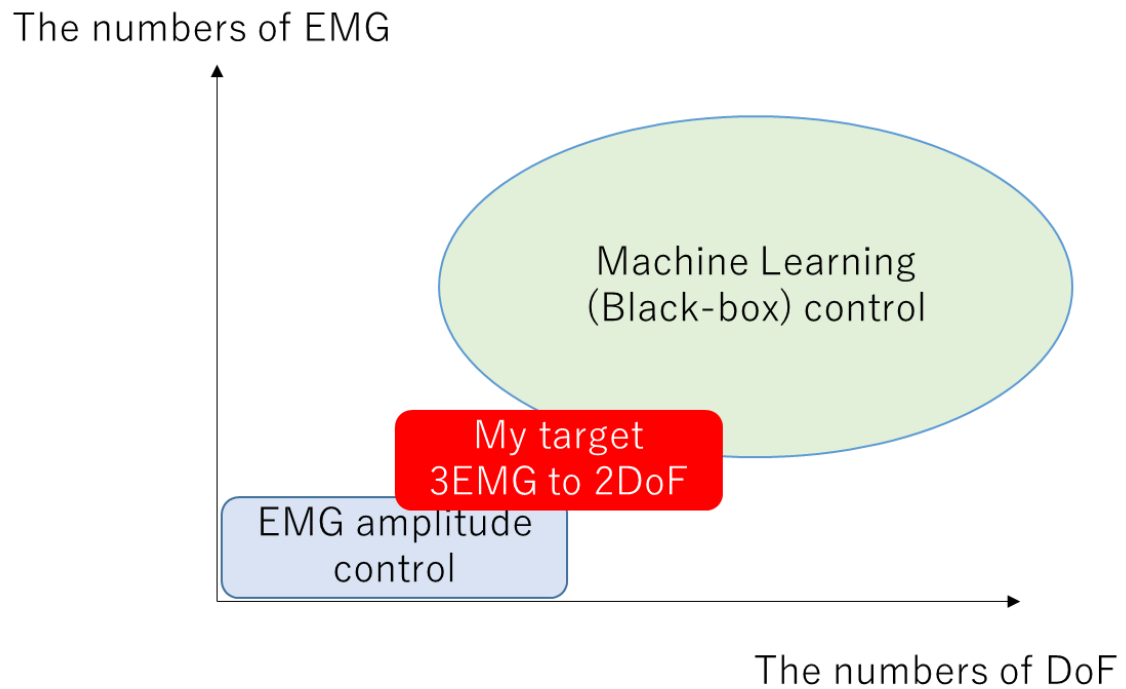 The numbers of EMG
Machine Learning
(Black-box) control
My target
3EMG to 2DoF
EMG amplitude
control
The numbers of DoF